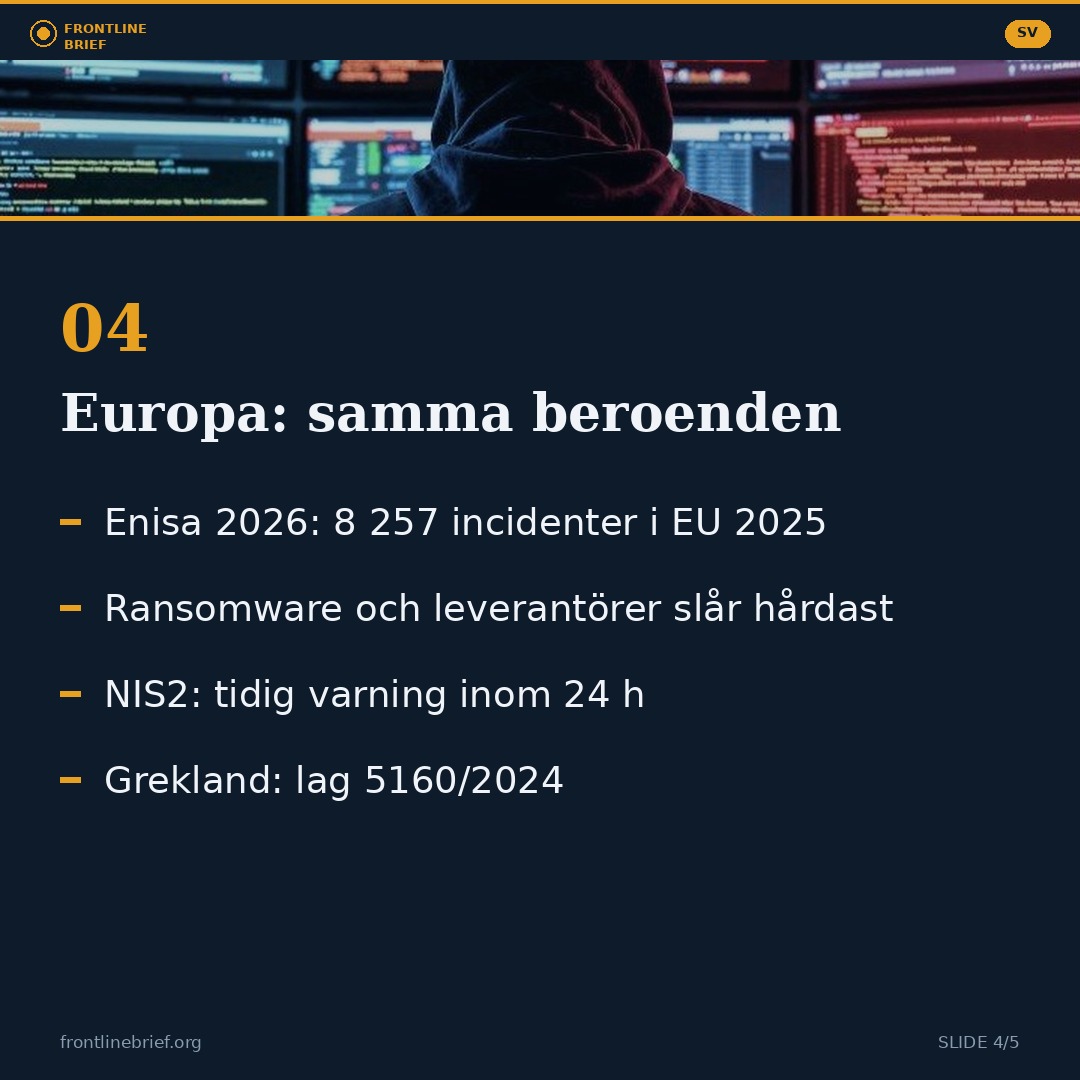 FRONTLINE
BRIEF
SV
04
Europa: samma beroenden
Enisa 2026: 8 257 incidenter i EU 2025
Ransomware och leverantörer slår hårdast
NIS2: tidig varning inom 24 h
Grekland: lag 5160/2024
frontlinebrief.org
SLIDE 4/5